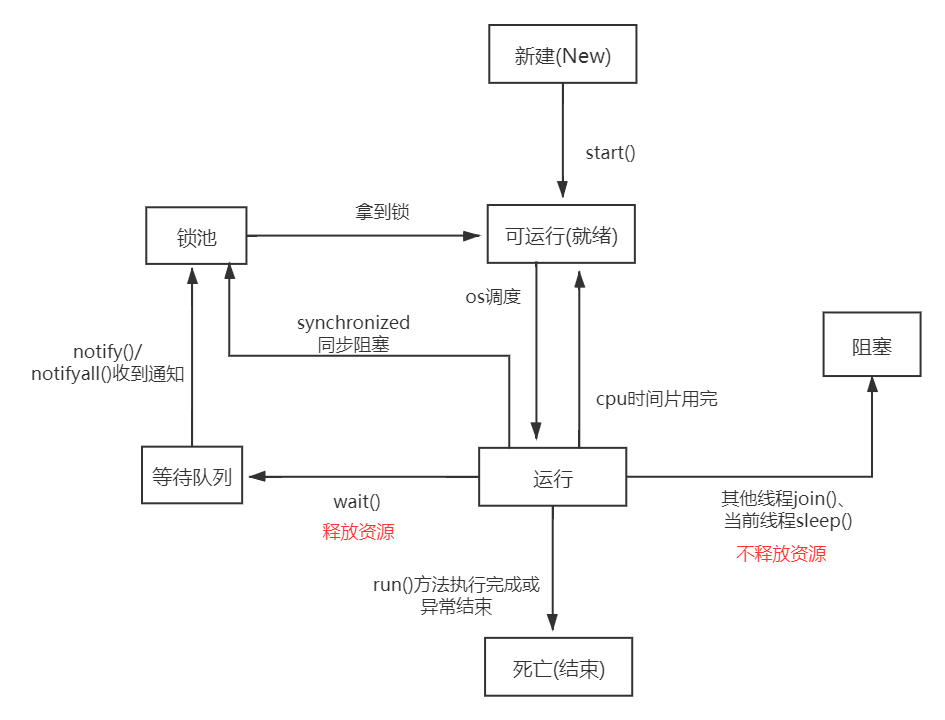 新建(New)
start()
拿到锁
锁池
可运行(就绪)
os调度
synchronized
同步阻塞
阻塞
notify()/
notifyall()收到通知
cpu时间片用完
等待队列
运行
wait()
释放资源
其他线程join()、
当前线程sleep()
不释放资源
run()方法执行完成或
异常结束
死亡(结束)